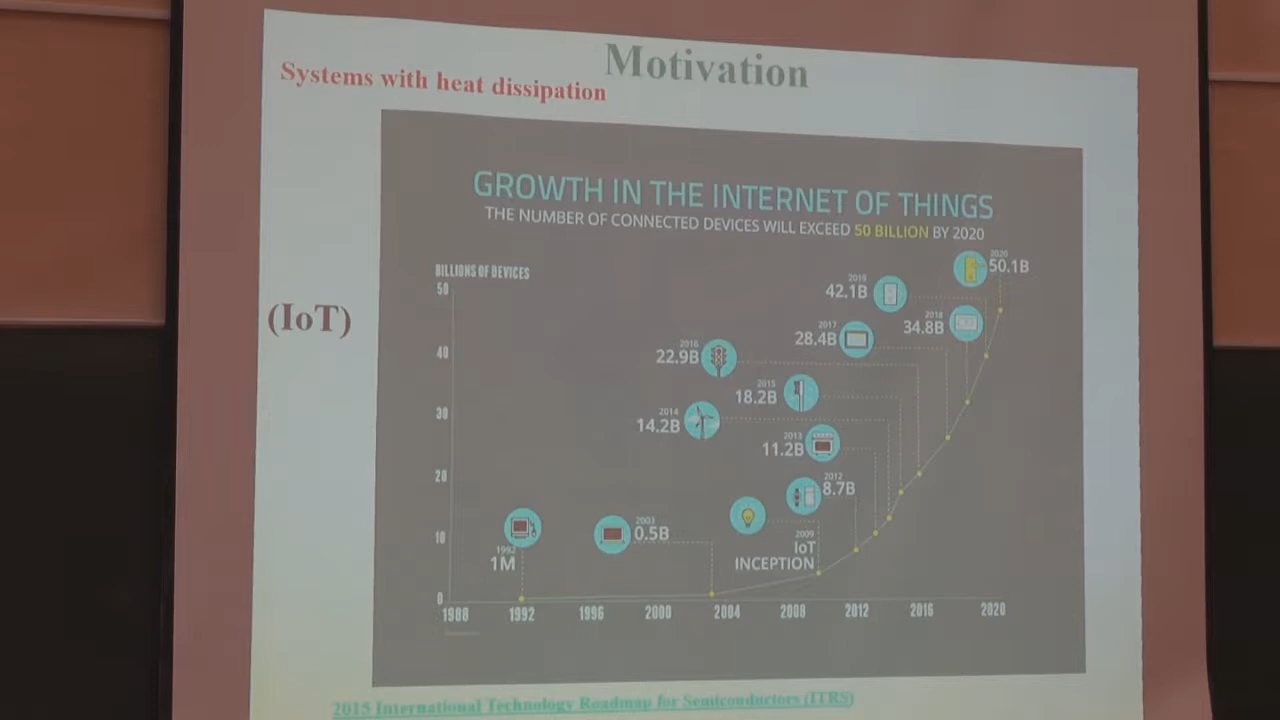 Motivation
Systems with heat dissipation
GROWTH IN THE INTERNET OF THINGS
THE NUMBER OF CONNECTED DEVICES WILL EXCEED 50 BILLION BY 2020
BILLIONS OF DEVICES
(IoT)
50
40
30
20
10
0
2020
50.1B
2019
42.1B
2018
34.8B
2017
28.4B
2016
22.9B
2015
18.2B
2014
14.2B
2013
11.2B
2012
8.7B
2009
IoT
INCEPTION
2003
0.5B
1992
1M
1988 1992 1996 2000 2004 2008 2012 2016 2020
2015 International Technology Roadmap for Semiconductors (ITRS)